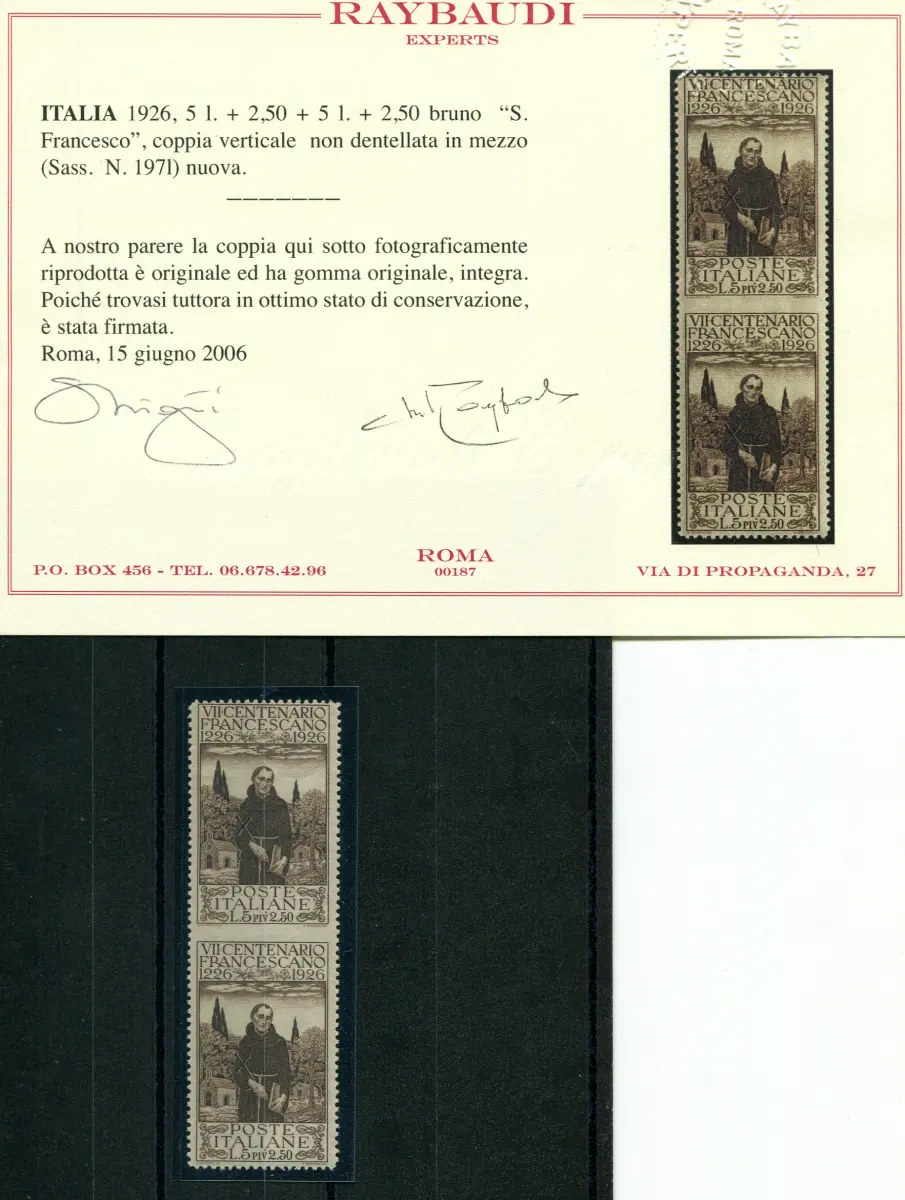 RAYBAUDI
EXPERTS
ITALIA 1926, 5 l. + 2,50 + 5 l. + 2,50 bruno “S.
Francesco”, coppia verticale non dentellata in mezzo
(Sass. N. 197l) nuova.
A nostro parere la coppia qui sotto fotograficamente
riprodotta è originale ed ha gomma originale, integra.
Poiché trovasi tuttora in ottimo stato di conservazione,
è stata firmata.
Roma, 15 giugno 2006
ROMA
VII CENTENARIO
FRANCESCANO
1226 1926
POSTE
ITALIANE
L.5 PIV 2.50
VII CENTENARIO
FRANCESCANO
1226 1926
POSTE
ITALIANE
L.5 PIV 2.50
P.O. BOX 456 - TEL. 06.678.42.96
ROMA
00187
VIA DI PROPAGANDA, 27
VII CENTENARIO
FRANCESCANO
1226 1926
POSTE
ITALIANE
L.5 PIV 2.50
VII CENTENARIO
FRANCESCANO
1226 1926
POSTE
ITALIANE
L.5 PIV 2.50